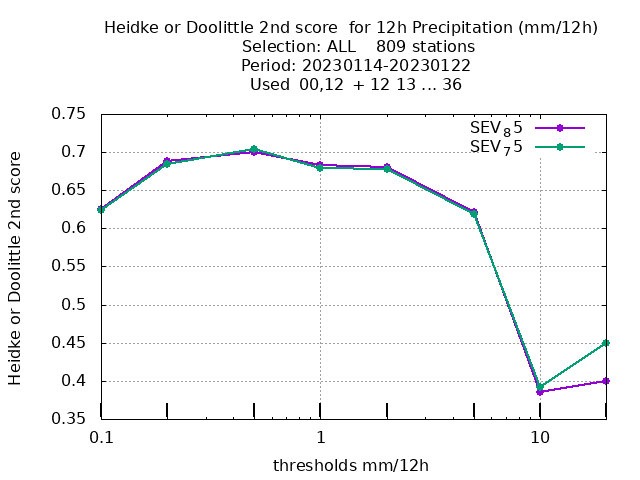 Heidke or Doolittle 2nd score  for 12h Precipitation (mm/12h)
Selection: ALL    809 stations
Period: 20230114-20230122
Used  00,12  + 12 13 ... 36
Heidke or Doolittle 2nd score
0.75
0.7
0.65
0.6
0.55
0.5
0.45
0.4
0.35
SEV₈5
SEV₇5
0.1
1
10
thresholds mm/12h